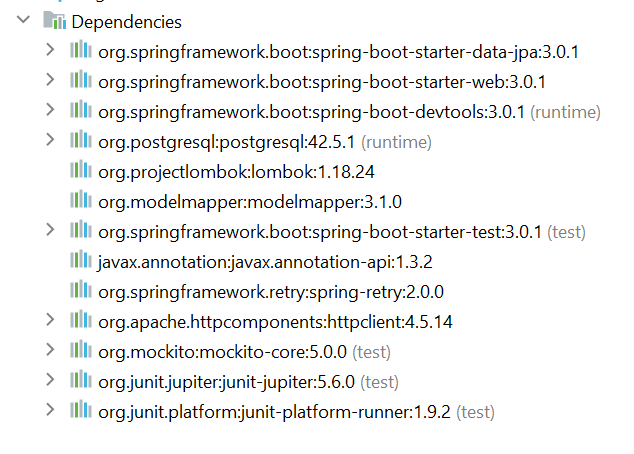 Dependencies
org.springframework.boot:spring-boot-starter-data-jpa:3.0.1
org.springframework.boot:spring-boot-starter-web:3.0.1
org.springframework.boot:spring-boot-devtools:3.0.1 (runtime)
org.postgresql:postgresql:42.5.1 (runtime)
org.projectlombok:lombok:1.18.24
org.modelmapper:modelmapper:3.1.0
org.springframework.boot:spring-boot-starter-test:3.0.1 (test)
javax.annotation:javax.annotation-api:1.3.2
org.springframework.retry:spring-retry:2.0.0
org.apache.httpcomponents:httpclient:4.5.14
org.mockito:mockito-core:5.0.0 (test)
org.junit.jupiter:junit-jupiter:5.6.0 (test)
org.junit.platform:junit-platform-runner:1.9.2 (test)